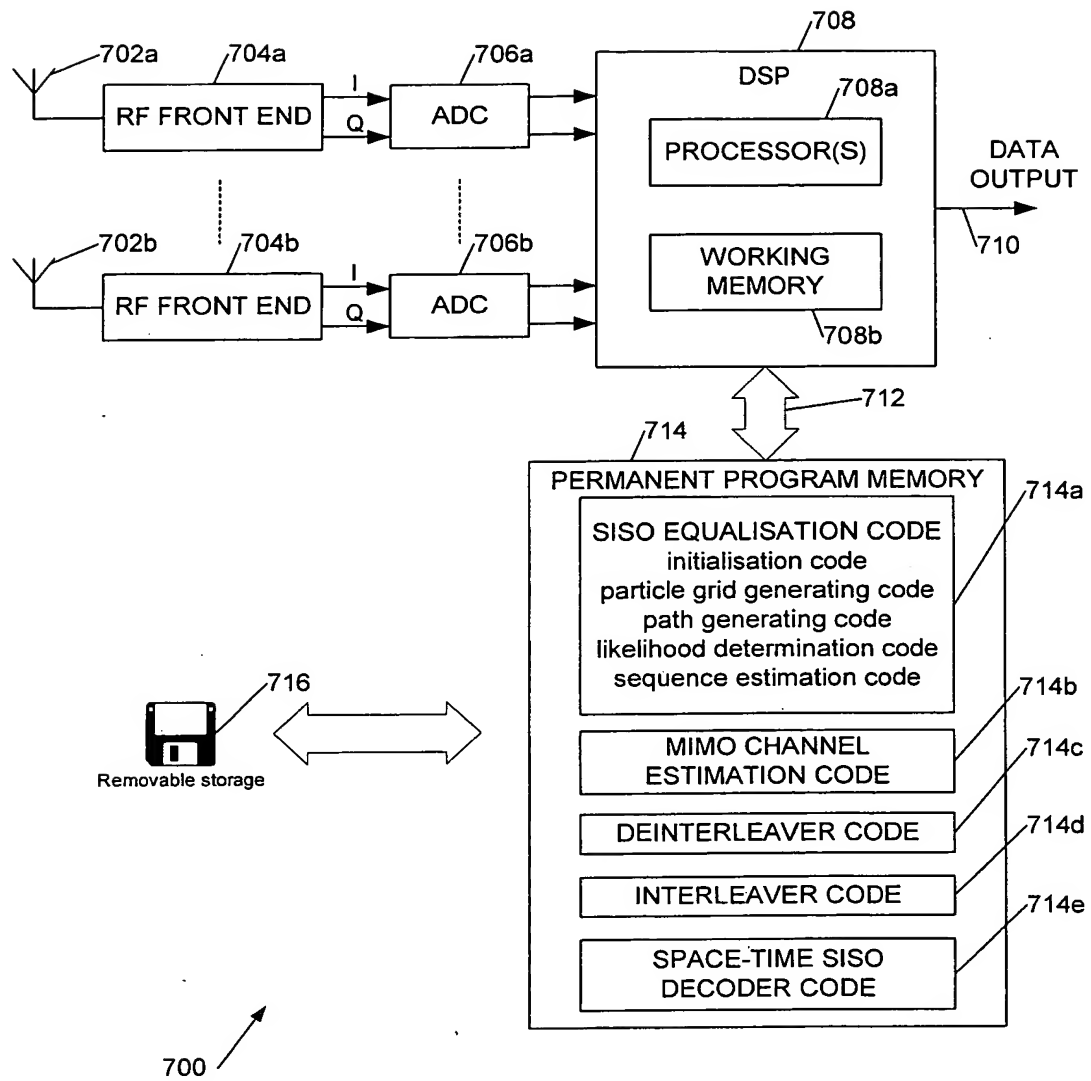 702a
704a
706a
708
RF FRONT END
I
Q
ADC
DSP
708a
PROCESSOR(S)
DATA
OUTPUT
710
702b
704b
706b
RF FRONT END
I
Q
ADC
WORKING
MEMORY
708b
712
714
PERMANENT PROGRAM MEMORY
714a
SISO EQUALISATION CODE
initialisation code
particle grid generating code
path generating code
likelihood determination code
sequence estimation code
716
Removable storage
714b
MIMO CHANNEL
ESTIMATION CODE
714c
DEINTERLEAVER CODE
714d
INTERLEAVER CODE
714e
SPACE-TIME SISO
DECODER CODE
700